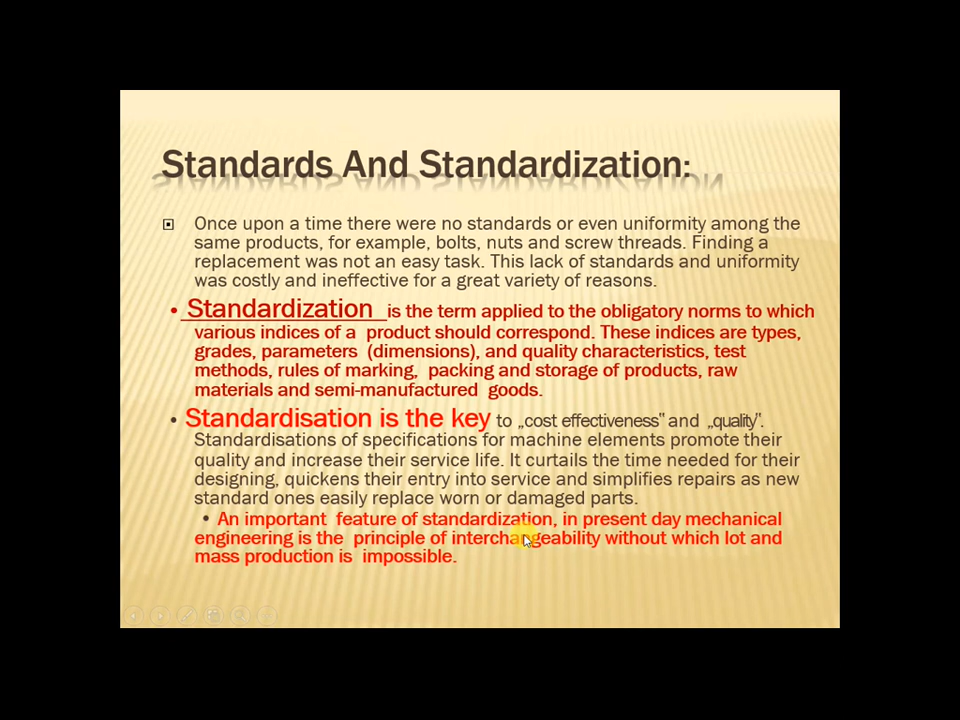 Standards And Standardization:
Once upon a time there were no standards or even uniformity among the
same products, for example, bolts, nuts and screw threads. Finding a
replacement was not an easy task. This lack of standards and uniformity
was costly and ineffective for a great variety of reasons.
• Standardization is the term applied to the obligatory norms to which
various indices of a product should correspond. These indices are types,
grades, parameters (dimensions), and quality characteristics, test
methods, rules of marking, packing and storage of products, raw
materials and semi-manufactured goods.
• Standardisation is the key to „cost effectiveness‟ and „quality‟.
Standardisations of specifications for machine elements promote their
quality and increase their service life. It curtails the time needed for their
designing, quickens their entry into service and simplifies repairs as new
standard ones easily replace worn or damaged parts.
• An important feature of standardization, in present day mechanical
engineering is the principle of interchangeability without which lot and
mass production is impossible.